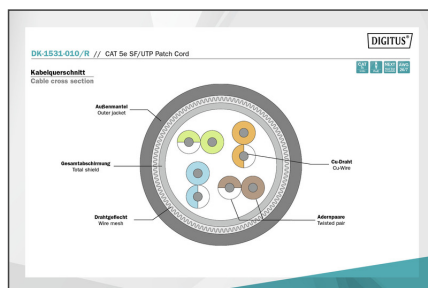 DIGITUS®
DK-1531-010/R // CAT 5e SF/UTP Patch Cord
Kabelquerschnitt
Cable cross section
Außenmantel
Outer jacket
Gesamtabschirmung
Total shield
Drahtgeflecht
Wire mesh
Cu-Draht
Cu-Wire
Adernpaare
Twisted pair